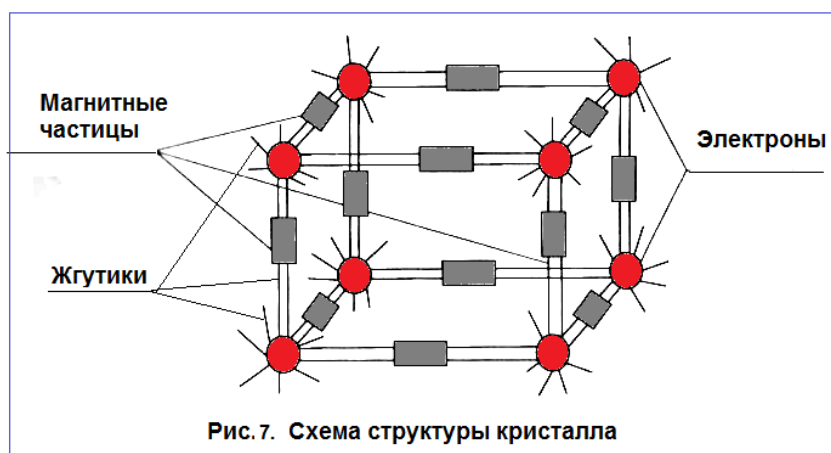 Магнитные
частицы
Электроны
Жгутики
Рис. 7. Схема структуры кристалла